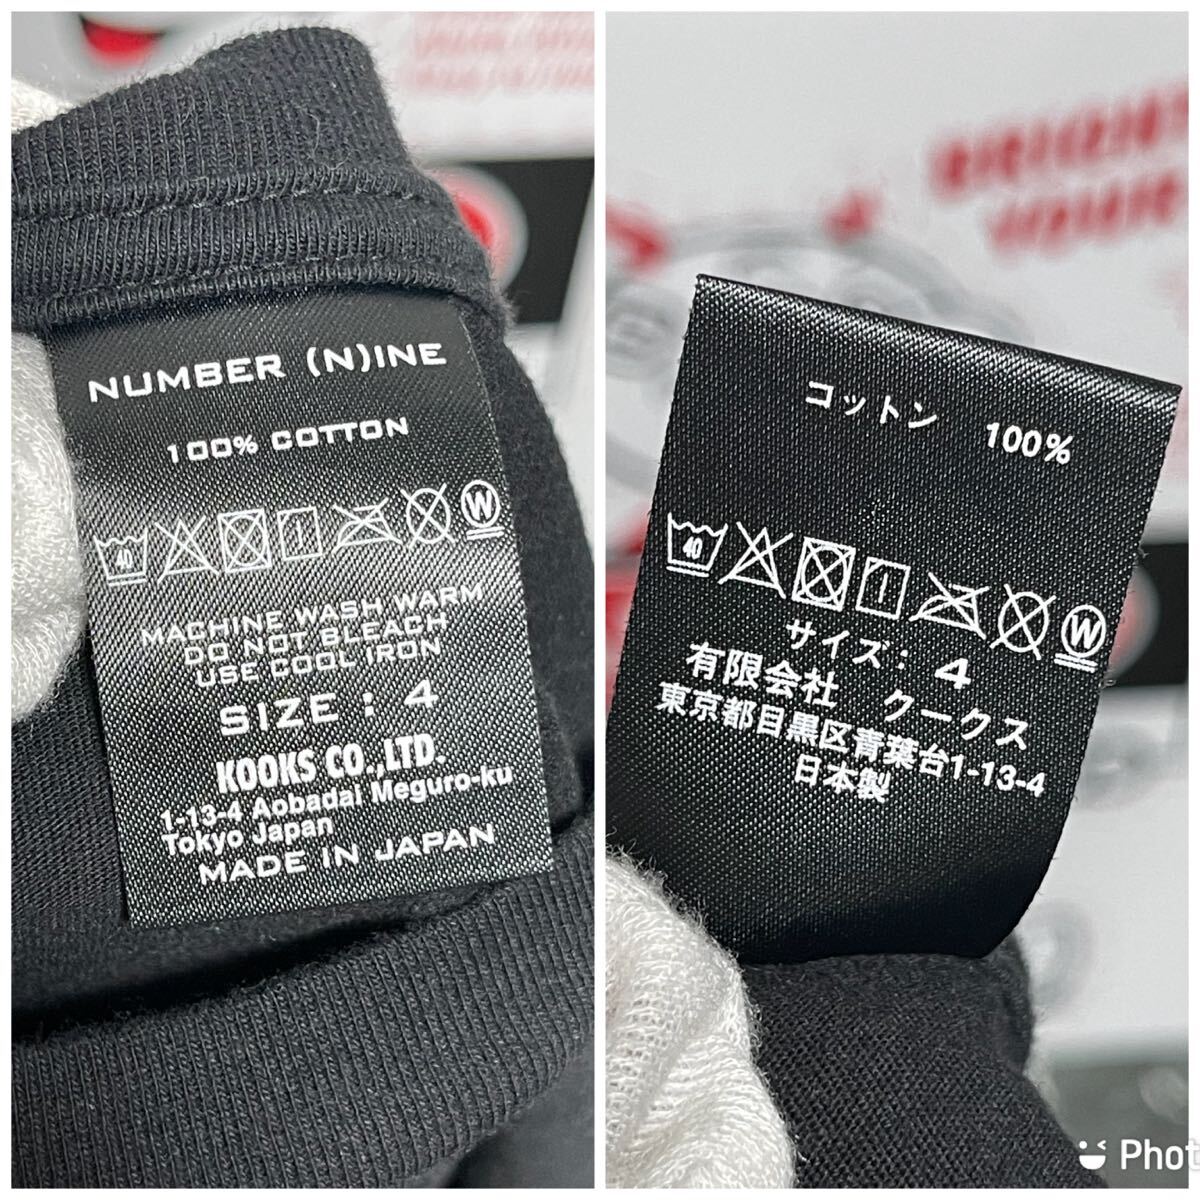 NUMBER (N)INE
100% COTTON
40
W
MACHINE WASH WARM
DO NOT BLEACH
USE COOL IRON
SIZE : 4
KOOKS CO.,LTD.
1-13-4 Aobadai Meguro-ku
Tokyo Japan
MADE IN JAPAN
コットン 100%
40
W
サイズ: 4
有限会社 クークス
東京都目黒区青葉台1-13-4
日本製
Phot